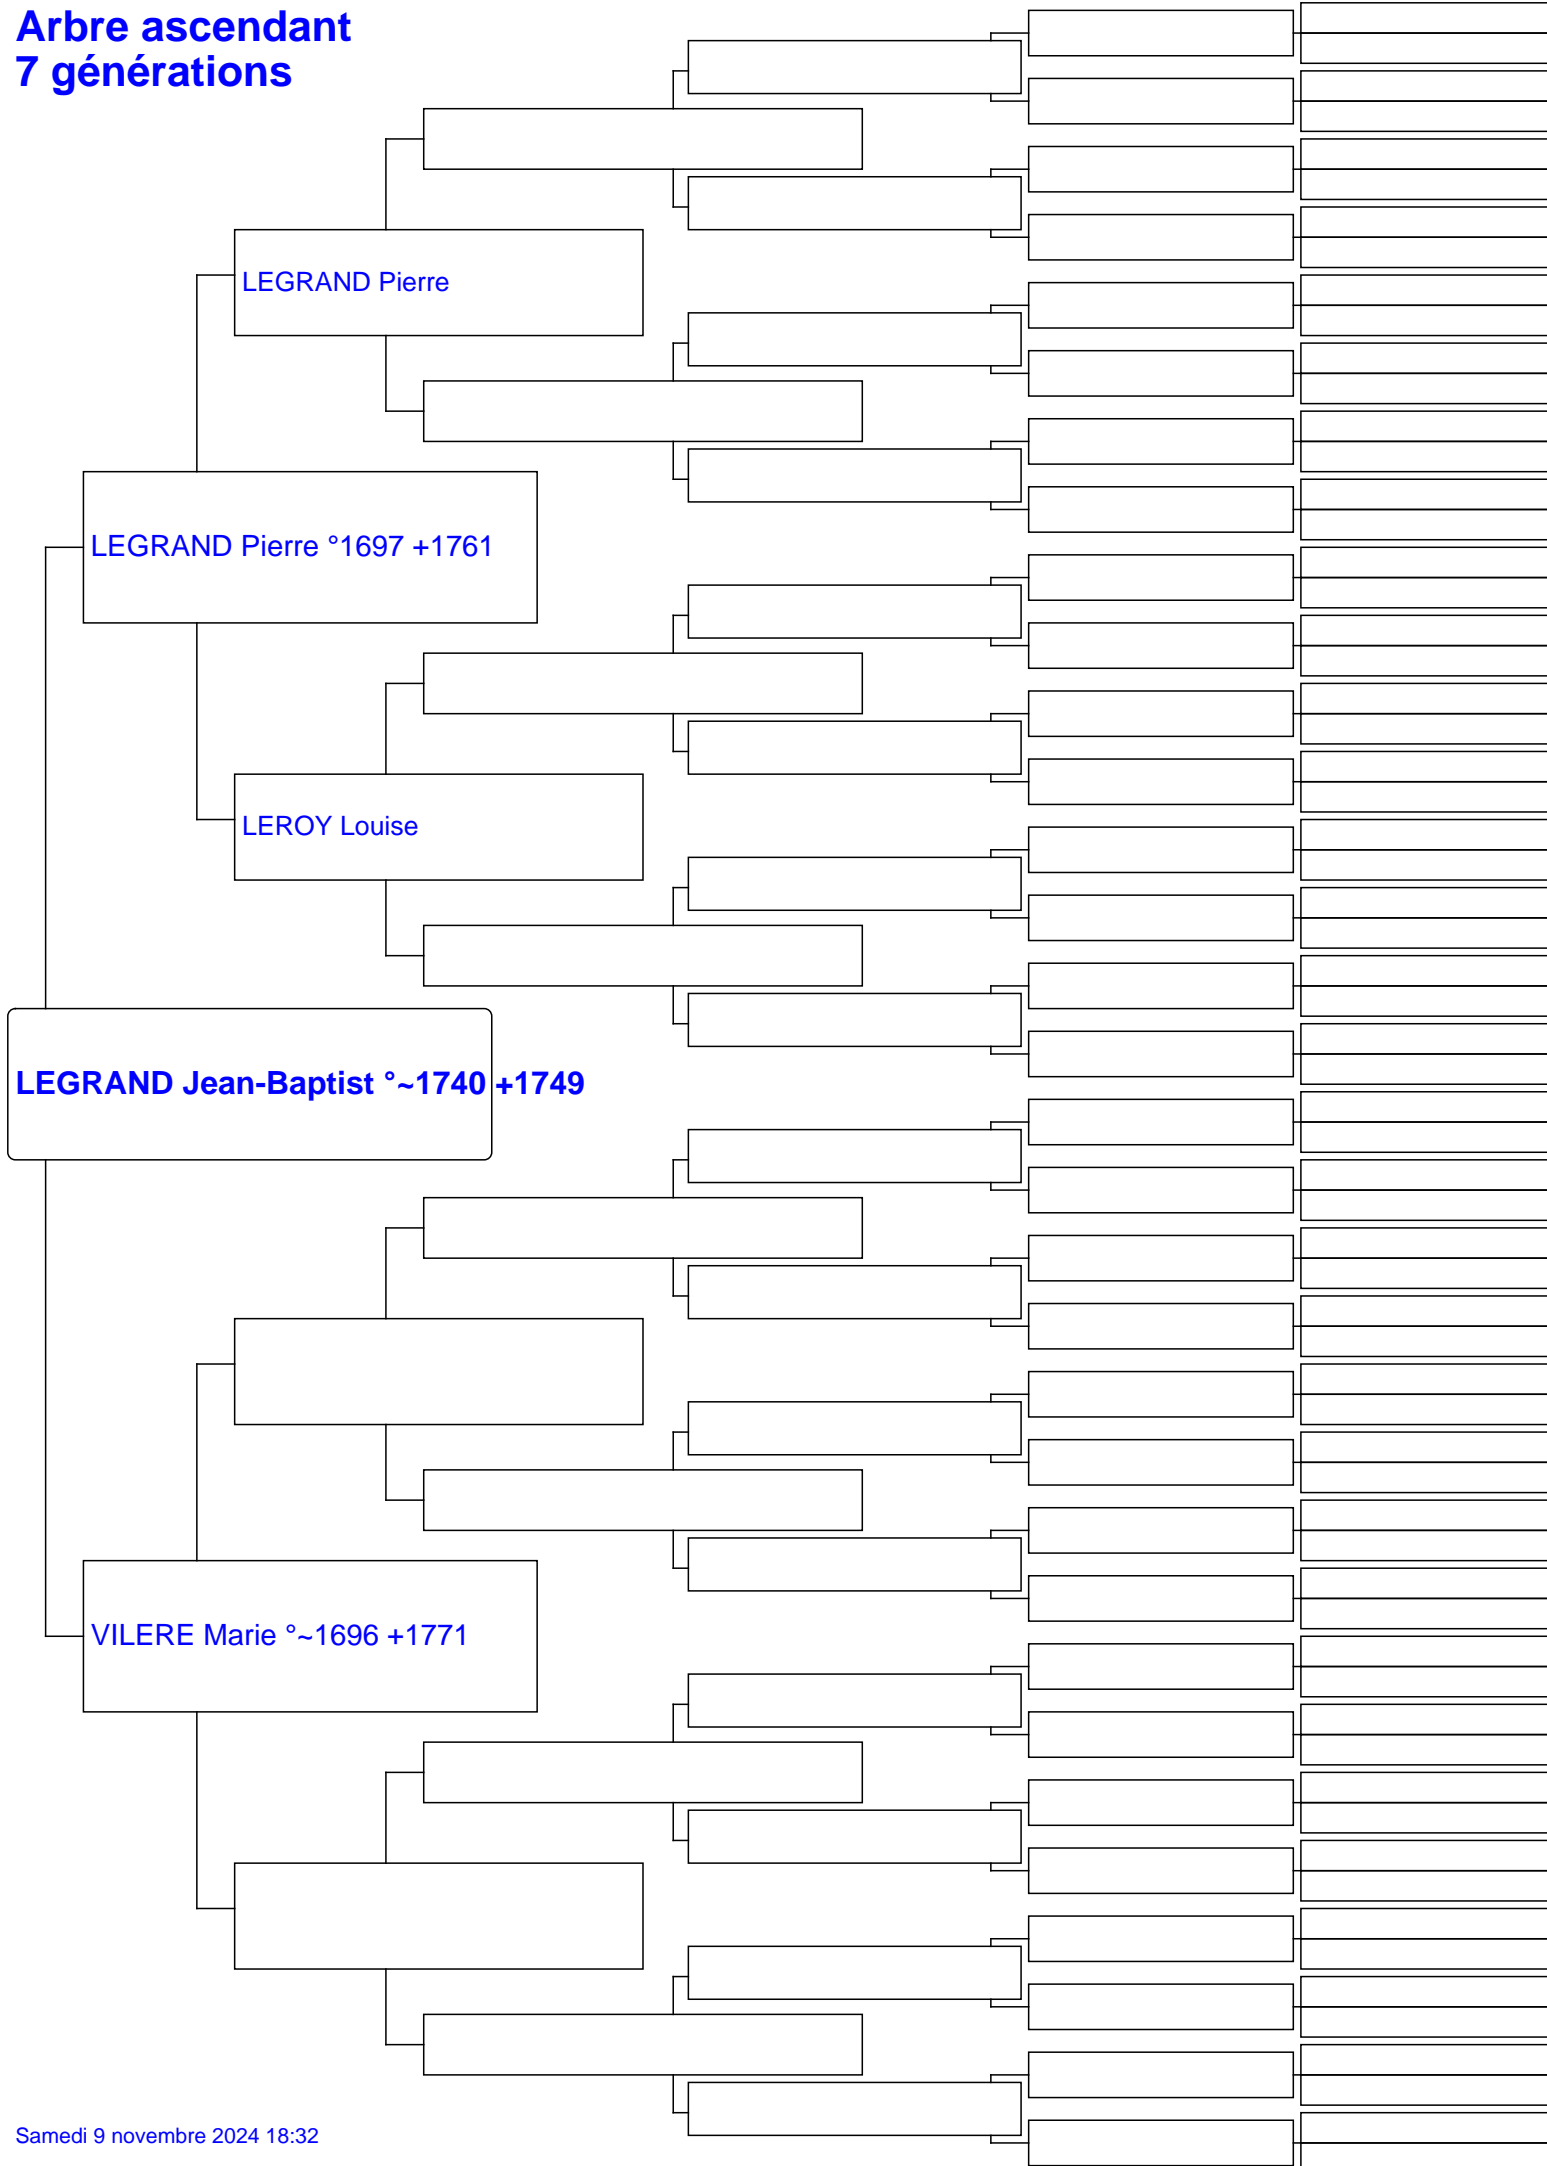 Arbre ascendant
7 générations
LEGRAND Pierre
LEGRAND Pierre °1697 +1761
LEROY Louise
LEGRAND Jean-Baptist °~1740 +1749
VILERE Marie °~1696 +1771
Samedi 9 novembre 2024 18:32